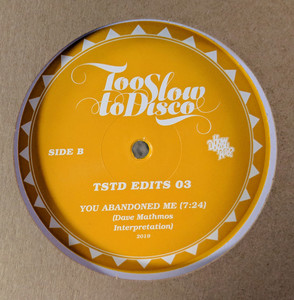 Too Slow
to Disco
SIDE B
TSTD EDITS 03
YOU ABANDONED ME [7:24]
(Dave Mathmos
Interpretation)
2019